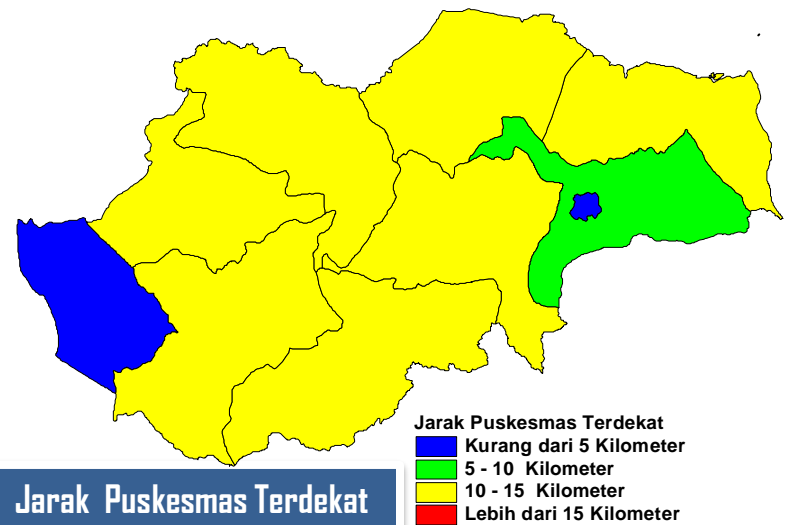 Jarak Puskesmas Terdekat
Kurang dari 5 Kilometer
5 - 10 Kilometer
10 - 15 Kilometer
Lebih dari 15 Kilometer
Jarak Puskesmas Terdekat